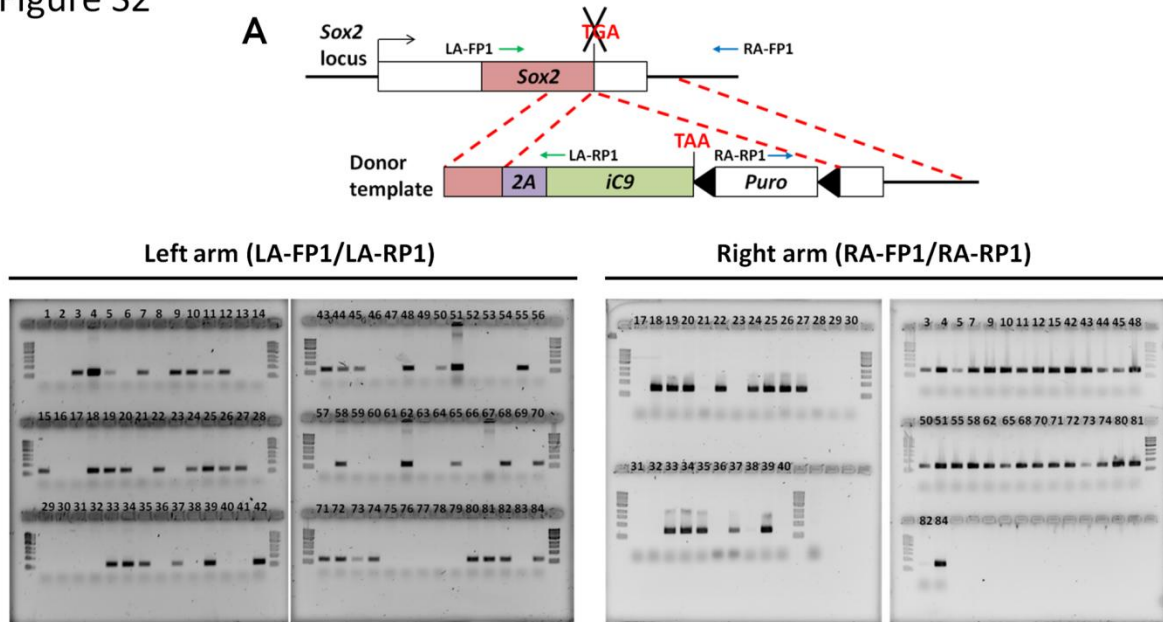 Figure S2
A
Sox2
locus
LA-FP1
TGA
RA-FP1
Sox2
TAA
LA-RP1
RA-RP1
Donor
template
2A
iC9
Puro
Left arm (LA-FP1/LA-RP1)
Right arm (RA-FP1/RA-RP1)
1 2 3 4 5 6 7 8 9 10 11 12 13 14
43 44 45 46 47 48 49 50 51 52 53 54 55 56
17 18 19 20 21 22 23 24 25 26 27 28 29 30
3 4 5 7 9 10 11 12 15 42 43 44 45 48
15 16 17 18 19 20 21 22 23 24 25 26 27 28
57 58 59 60 61 62 63 64 65 66 67 68 69 70
31 32 33 34 35 36 37 38 39 40
50 51 55 58 62 65 68 70 71 72 73 74 80 81
29 30 31 32 33 34 35 36 37 38 39 40 41 42
71 72 73 74 75 76 77 78 79 80 81 82 83 84
82 84